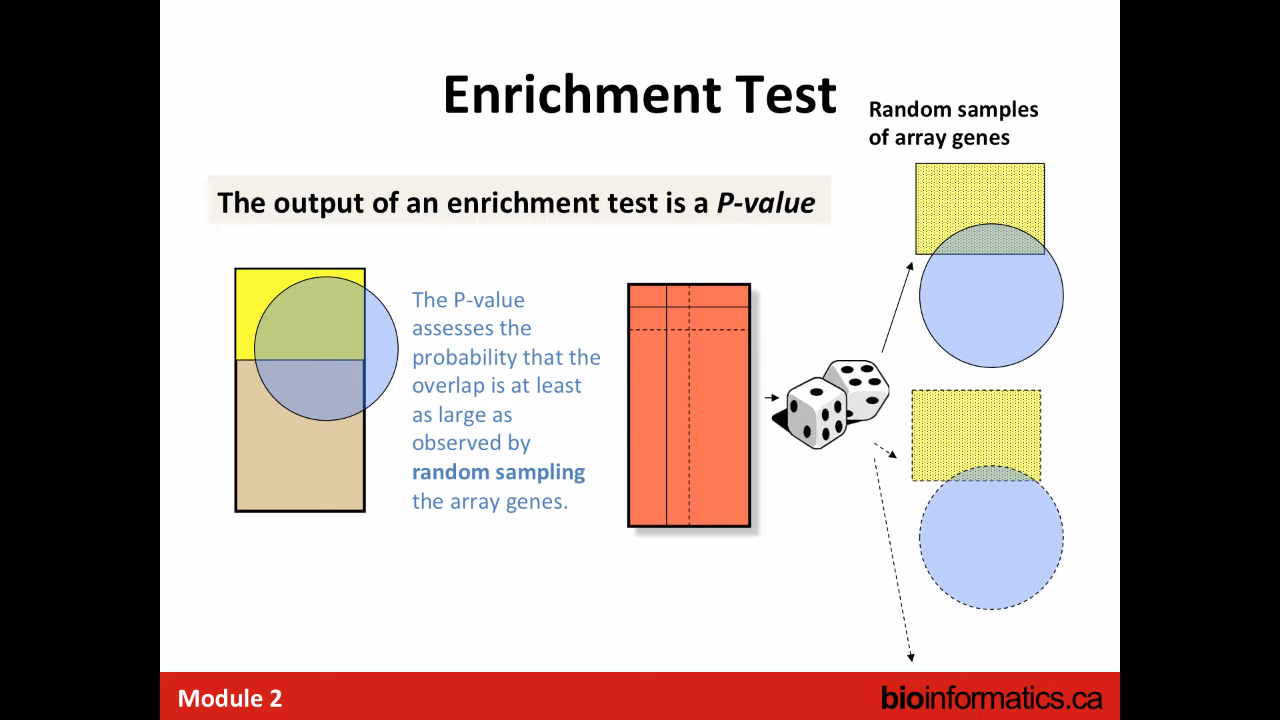 Enrichment Test
Random samples
of array genes
The output of an enrichment test is a P-value
The P-value
assesses the
probability that the
overlap is at least
as large as
observed by
random sampling
the array genes.
Module 2
bioinformatics.ca